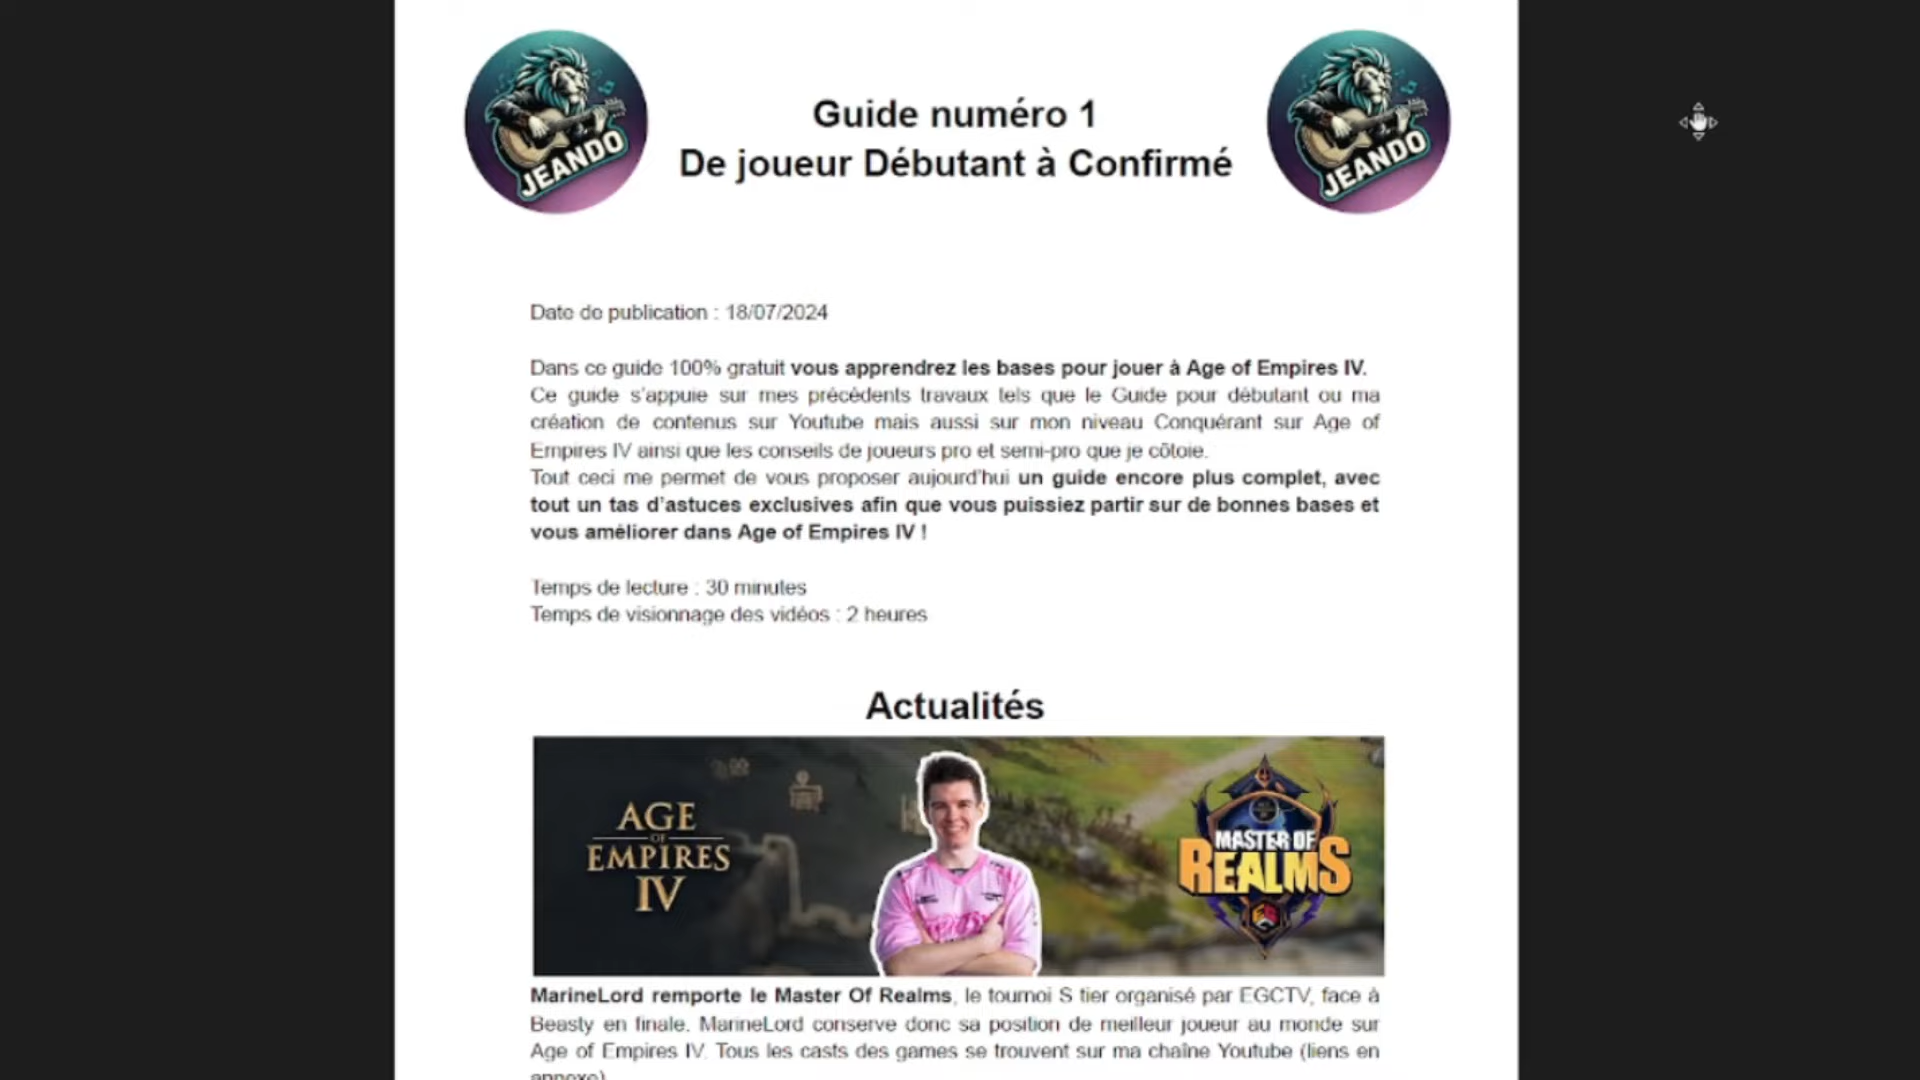 JEANDO
Guide numéro 1
De joueur Débutant à Confirmé
JEANDO
Date de publication : 18/07/2024
Dans ce guide 100% gratuit vous apprendrez les bases pour jouer à Age of Empires IV.
Ce guide s'appuie sur mes précédents travaux tels que le Guide pour débutant ou ma
création de contenus sur Youtube mais aussi sur mon niveau Conquérant sur Age of
Empires IV ainsi que les conseils de joueurs pro et semi-pro que je côtoie.
Tout ceci me permet de vous proposer aujourd'hui un guide encore plus complet, avec
tout un tas d'astuces exclusives afin que vous puissiez partir sur de bonnes bases et
vous améliorer dans Age of Empires IV !
Temps de lecture : 30 minutes
Temps de visionnage des vidéos : 2 heures
Actualités
AGE
OF
EMPIRES
IV
MASTER OF
REALMS
MarineLord remporte le Master Of Realms, le tournoi S tier organisé par EGCTV, face à
Beasty en finale. MarineLord conserve donc sa position de meilleur joueur au monde sur
Age of Empires IV. Tous les casts des games se trouvent sur ma chaîne Youtube (liens en
annexe)